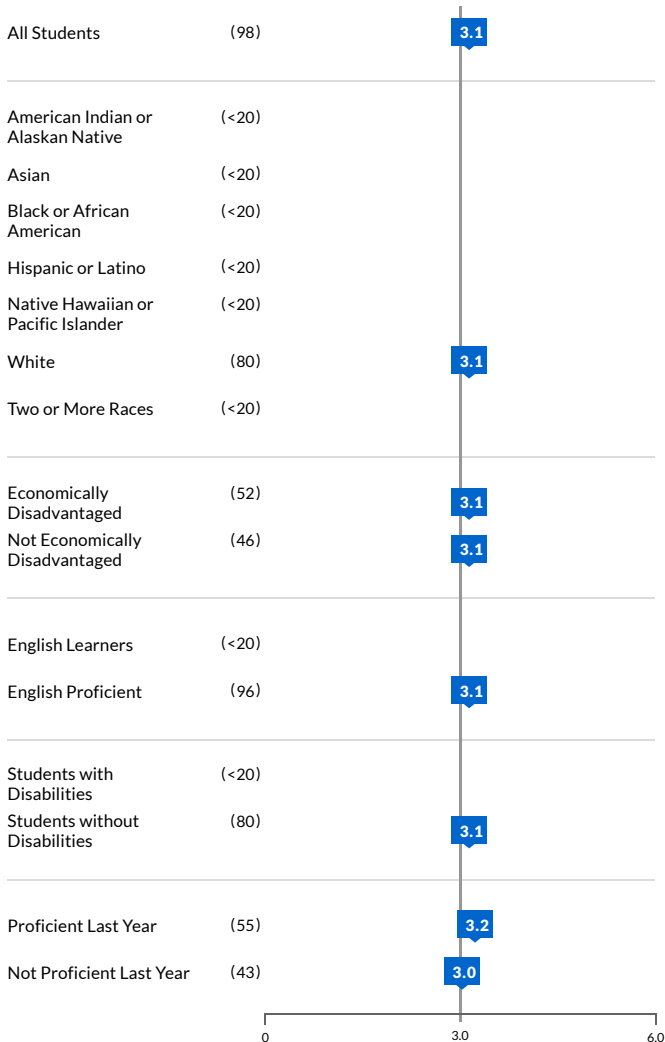 All Students (98) 3.1
American Indian or (<20)
Alaskan Native
Asian (<20)
Black or African (<20)
American
Hispanic or Latino (<20)
Native Hawaiian or (<20)
Pacific Islander
White (80) 3.1
Two or More Races (<20)
Economically (52) 3.1
Disadvantaged
Not Economically (46) 3.1
Disadvantaged
English Learners (<20)
English Proficient (96) 3.1
Students with (<20)
Disabilities
Students without (80) 3.1
Disabilities
Proficient Last Year (55) 3.2
Not Proficient Last Year (43) 3.0
0 3.0 6.0